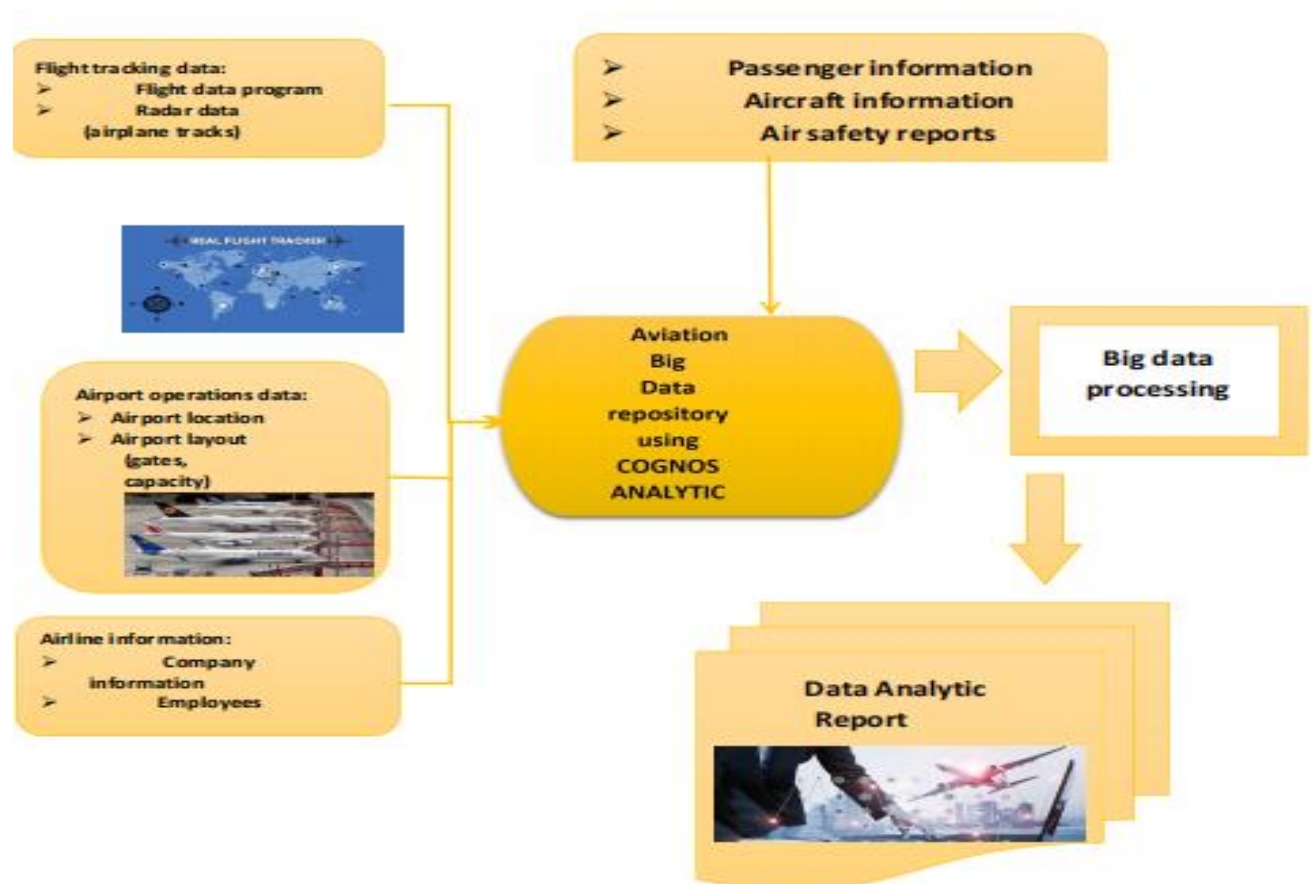 Flight tracking data:
➢ Flight data program
➢ Radar data
(airplane tracks)
➢ Passenger information
➢ Aircraft information
➢ Air safety reports
REAL FLIGHT TRACKER
Airport operations data:
➢ Airport location
➢ Airport layout
(gates,
capacity)
Airline information:
➢ Company
information
➢ Employees
Aviation
Big
Data
repository
using
COGNOS
ANALYTIC
Big data
processing
Data Analytic
Report